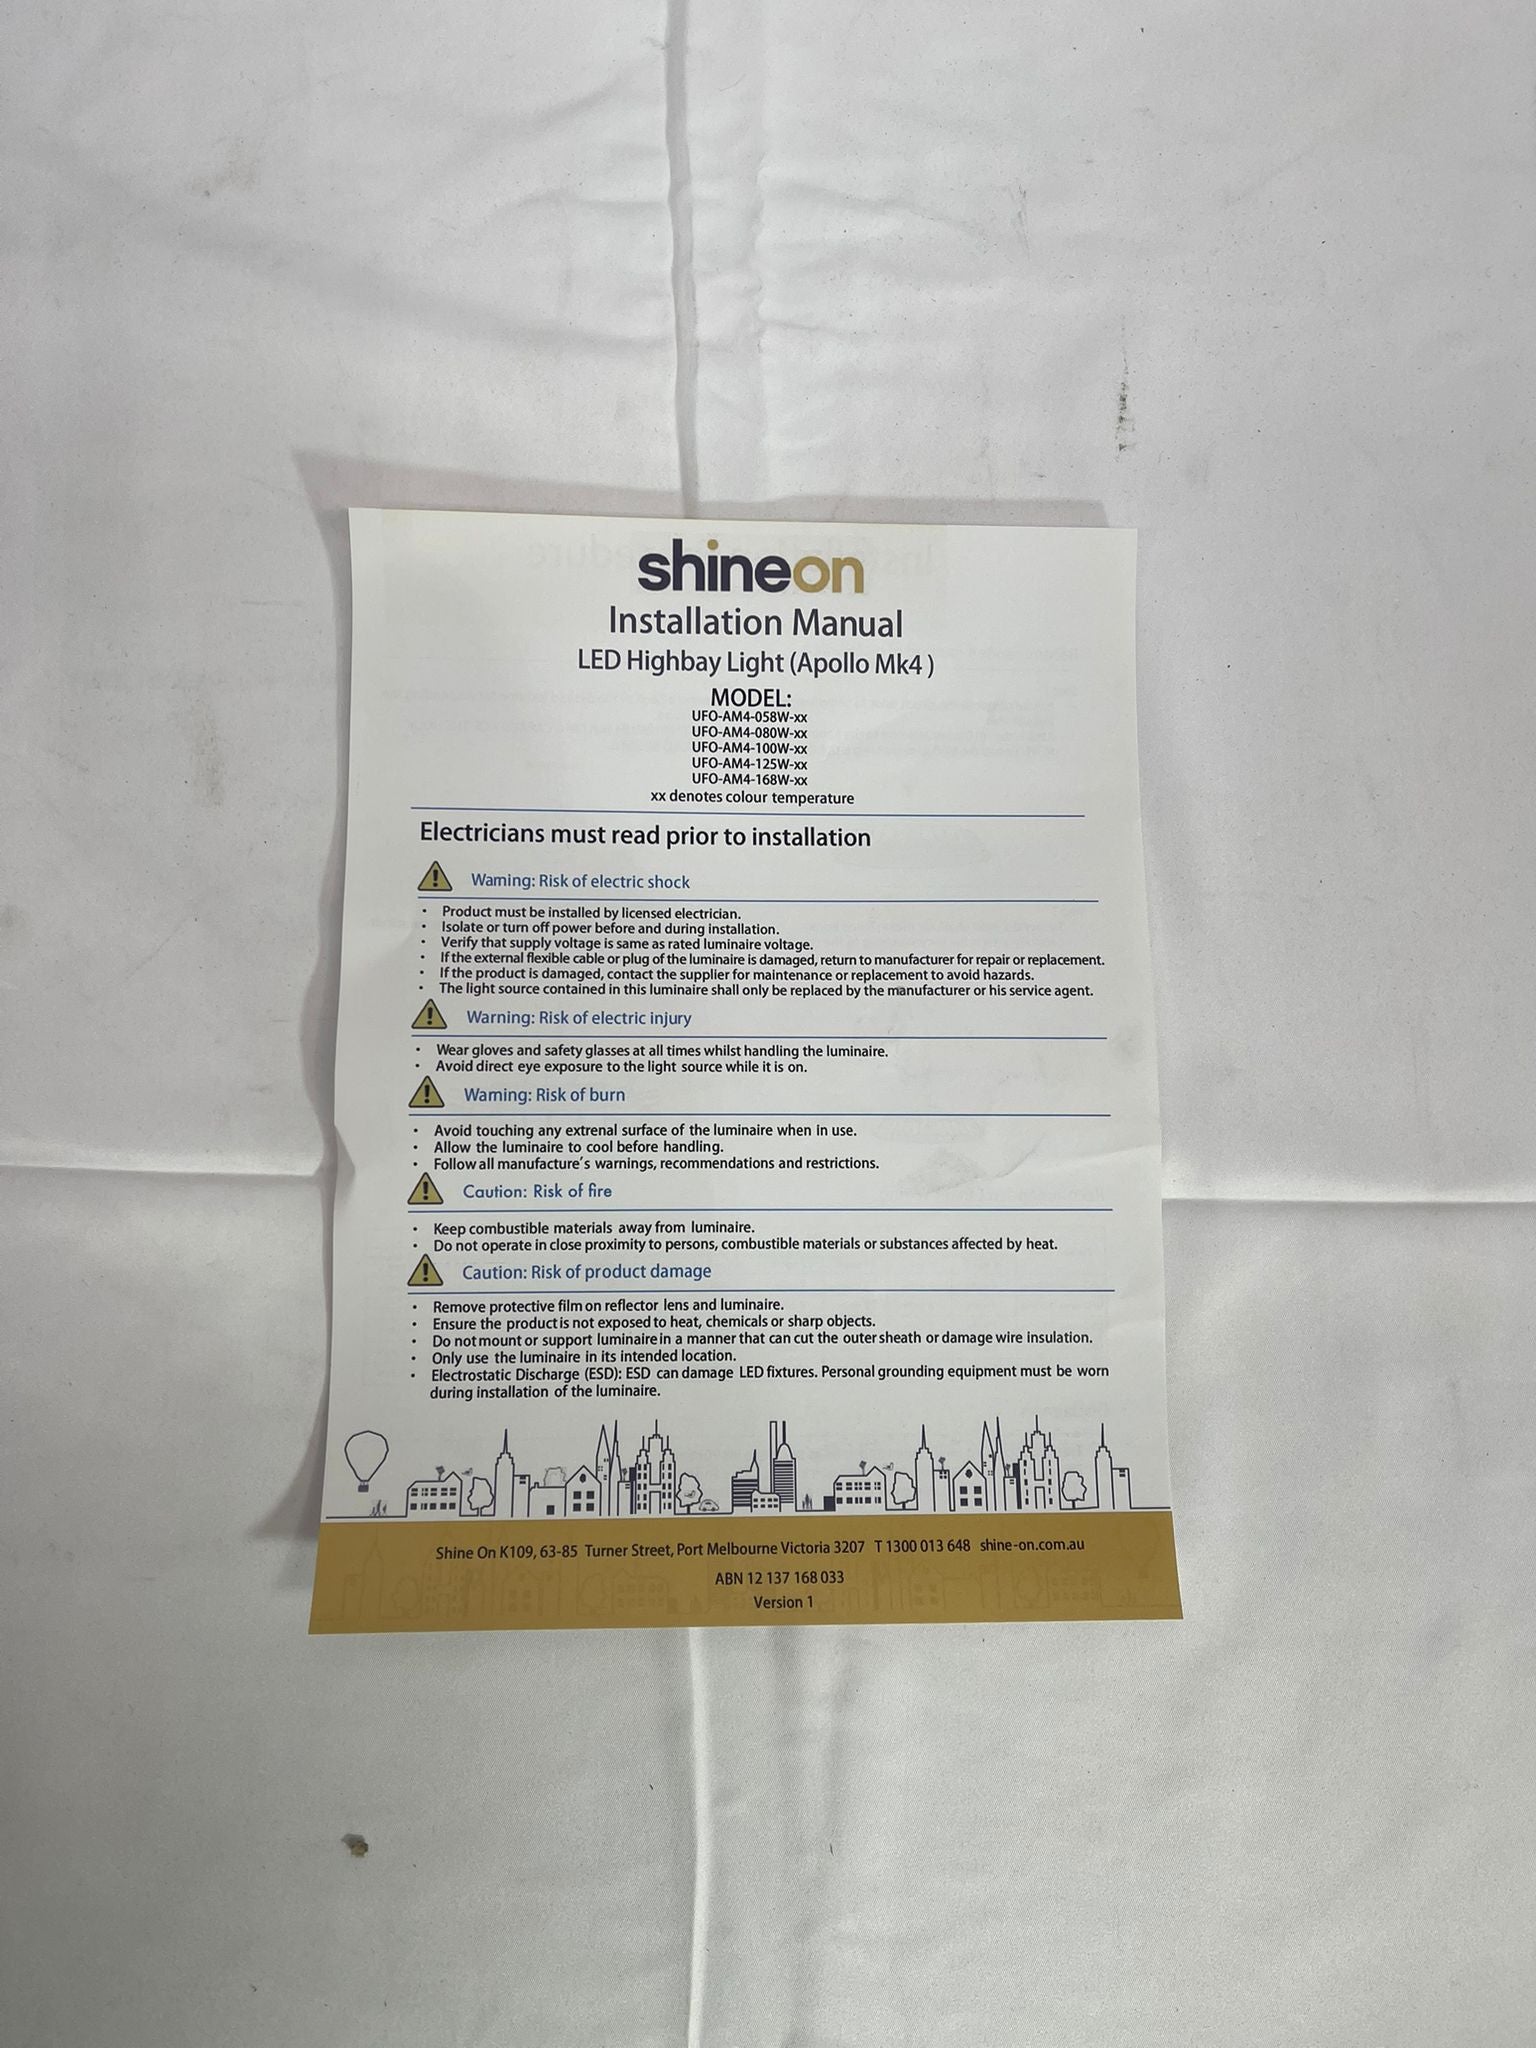 shineon
Installation Manual
LED Highbay Light (Apollo Mk4 )
MODEL:
UFO-AM4-058W-xx
UFO-AM4-080W-xx
UFO-AM4-100W-xx
UFO-AM4-125W-xx
UFO-AM4-168W-xx
xx denotes colour temperature
Electricians must read prior to installation
Warning: Risk of electric shock
• Product must be installed by licensed electrician.
• Isolate or turn off power before and during installation.
• Verify that supply voltage is same as rated luminaire voltage.
• If the external flexible cable or plug of the luminaire is damaged, return to manufacturer for repair or replacement.
• If the product is damaged, contact the supplier for maintenance or replacement to avoid hazards.
• The light source contained in this luminaire shall only be replaced by the manufacturer or his service agent.
Warning: Risk of electric injury
• Wear gloves and safety glasses at all times whilst handling the luminaire.
• Avoid direct eye exposure to the light source while it is on.
Warning: Risk of burn
• Avoid touching any extrenal surface of the luminaire when in use.
• Allow the luminaire to cool before handling.
• Follow all manufacture's warnings, recommendations and restrictions.
Caution: Risk of fire
• Keep combustible materials away from luminaire.
• Do not operate in close proximity to persons, combustible materials or substances affected by heat.
Caution: Risk of product damage
• Remove protective film on reflector lens and luminaire.
• Ensure the product is not exposed to heat, chemicals or sharp objects.
• Do not mount or support luminaire in a manner that can cut the outer sheath or damage wire insulation.
• Only use the luminaire in its intended location.
• Electrostatic Discharge (ESD): ESD can damage LED fixtures. Personal grounding equipment must be worn
during installation of the luminaire.
Shine On K109, 63-85 Turner Street, Port Melbourne Victoria 3207 T 1300 013 648 shine-on.com.au
ABN 12 137 168 033
Version 1